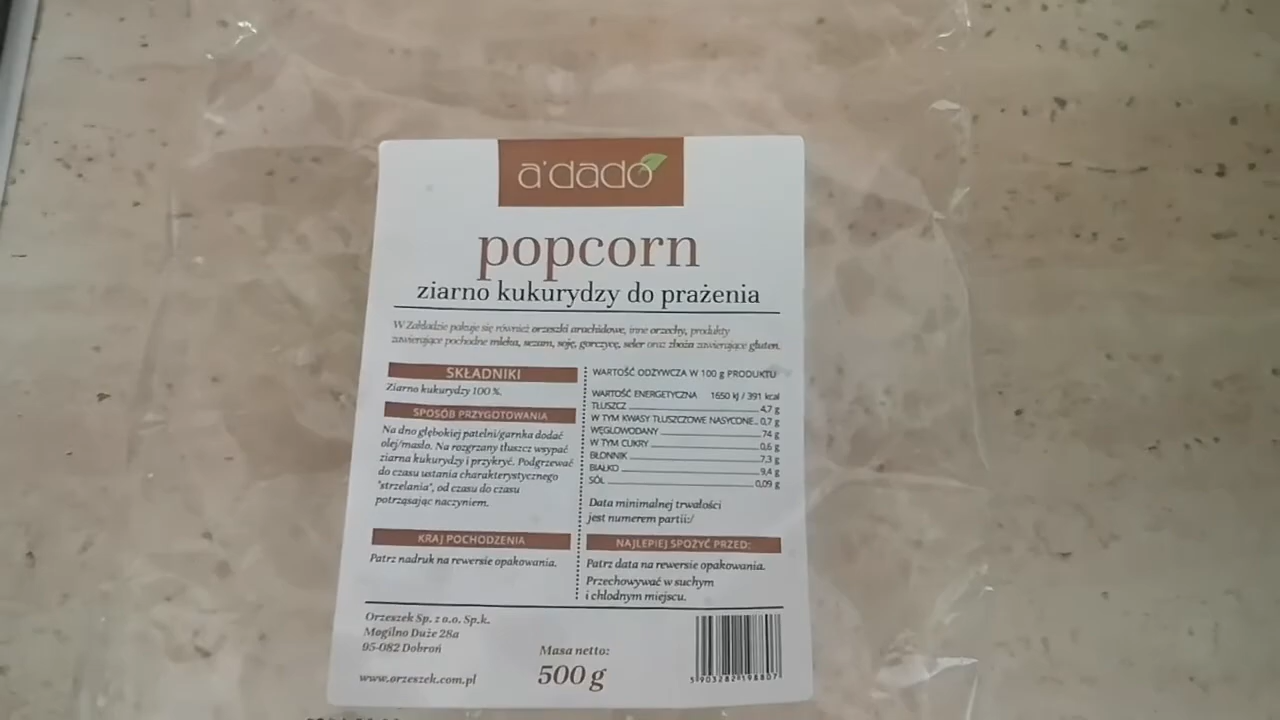 a'dado
popcorn
ziarno kukurydzy do prażenia
W Zakładzie pakuje się również orzeszki arachidowe, inne orzechy, produkty
zawierające pochodne mleka, sezam, soję, gorczycę, seler oraz zboża zawierające gluten.
SKŁADNIKI
Ziarno kukurydzy 100 %.
SPOSÓB PRZYGOTOWANIA
Na dno głębokiej patelni/garnka dodać
olej/masło. Na rozgrzany tłuszcz wsypać
ziarna kukurydzy i przykryć. Podgrzewać
do czasu ustania charakterystycznego
"strzelania", od czasu do czasu
potrząsając naczyniem.
KRAJ POCHODZENIA
Patrz nadruk na rewersie opakowania.
WARTOŚĆ ODŻYWCZA W 100 g PRODUKTU
WARTOŚĆ ENERGETYCZNA 1650 kJ / 391 kcal
TŁUSZCZ 4,7 g
W TYM KWASY TŁUSZCZOWE NASYCONE 0,7 g
WĘGLOWODANY 74 g
W TYM CUKRY 0,6 g
BŁONNIK 7,3 g
BIAŁKO 9,4 g
SÓL 0,09 g
Data minimalnej trwałości
jest numerem partii:/
NAJLEPIEJ SPOŻYĆ PRZED:
Patrz data na rewersie opakowania.
Przechowywać w suchym
i chłodnym miejscu.
Orzeszek Sp. z o.o. Sp.k.
Mogilno Duże 28a
95-082 Dobroń
www.orzeszek.com.pl
Masa netto:
500 g
5903282598807